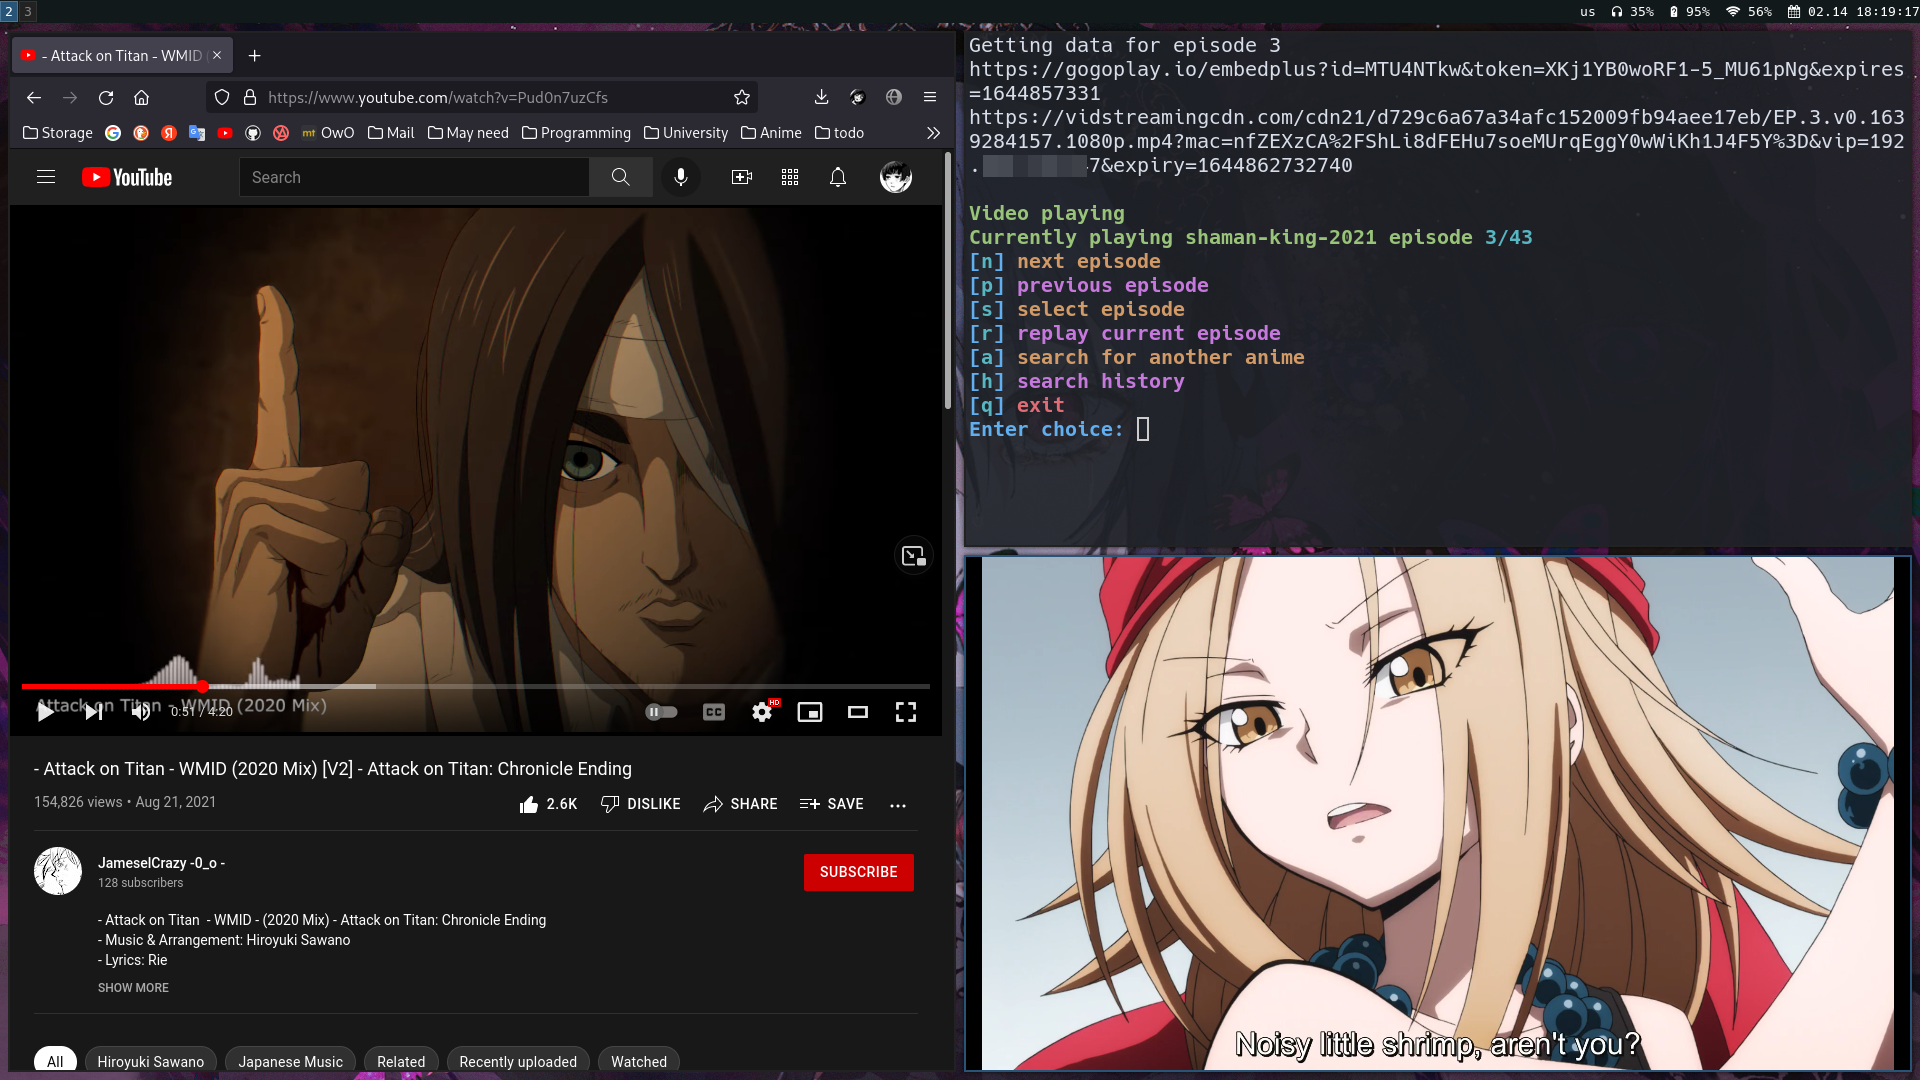 2 3
us 35% 95% 56% 02.14 18:19:17
- Attack on Titan - WMID
https://www.youtube.com/watch?v=Pud0n7uzCfs
Storage OwO Mail May need Programming University Anime todo
YouTube
Search
Attack on Titan - WMID (2020 Mix)
0:51 / 4:20
CC
HD
- Attack on Titan - WMID (2020 Mix) [V2] - Attack on Titan: Chronicle Ending
154,826 views • Aug 21, 2021
2.6K DISLIKE SHARE SAVE
JameselCrazy -0_o -
128 subscribers
SUBSCRIBE
- Attack on Titan - WMID - (2020 Mix) - Attack on Titan: Chronicle Ending
- Music & Arrangement: Hiroyuki Sawano
- Lyrics: Rie
SHOW MORE
All Hiroyuki Sawano Japanese Music Related Recently uploaded Watched
Getting data for episode 3
https://gogoplay.io/embedplus?id=MTU4NTkw&token=XKj1YB0woRF1-5_MU61pNg&expires
=1644857331
https://vidstreamingcdn.com/cdn21/d729c6a67a34afc152009fb94aee17eb/EP.3.v0.163
9284157.1080p.mp4?mac=nfZEXzCA%2FShLi8dFEHu7soeMUrqEggY0wWiKh1J4F5Y%3D&vip=192
. 7&expiry=1644862732740
Video playing
Currently playing shaman-king-2021 episode 3/43
[n] next episode
[p] previous episode
[s] select episode
[r] replay current episode
[a] search for another anime
[h] search history
[q] exit
Enter choice:
Noisy little shrimp, aren't you?